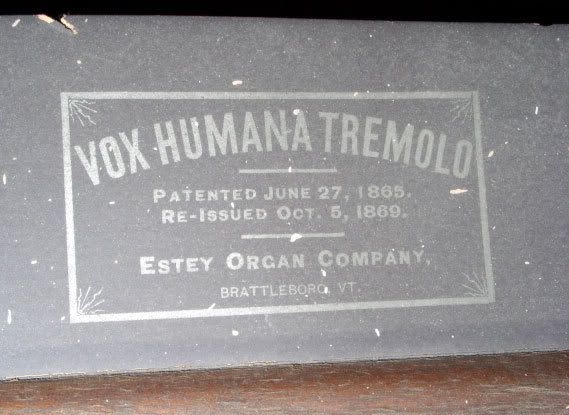 VOX HUMANA TREMOLO
PATENTED JUNE 27, 1865.
RE-ISSUED OCT. 5, 1869.
ESTEY ORGAN COMPANY,
BRATTLEBORO, VT.